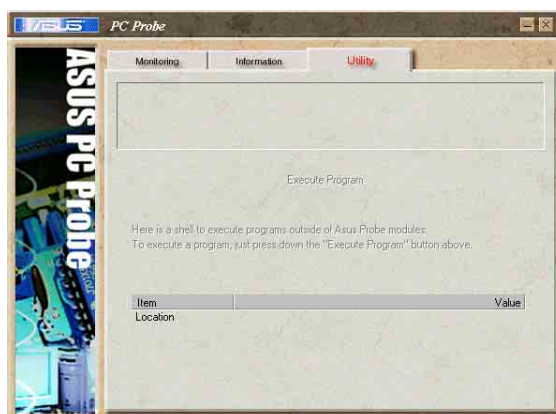 ASUS PC Probe
Monitoring Information Utility
ASUS PC Probe
Execute Program
Here is a shell to execute programs outside of Asus Probe modules.
To execute a program, just press down the "Execute Program" button above.
Item Value
Location